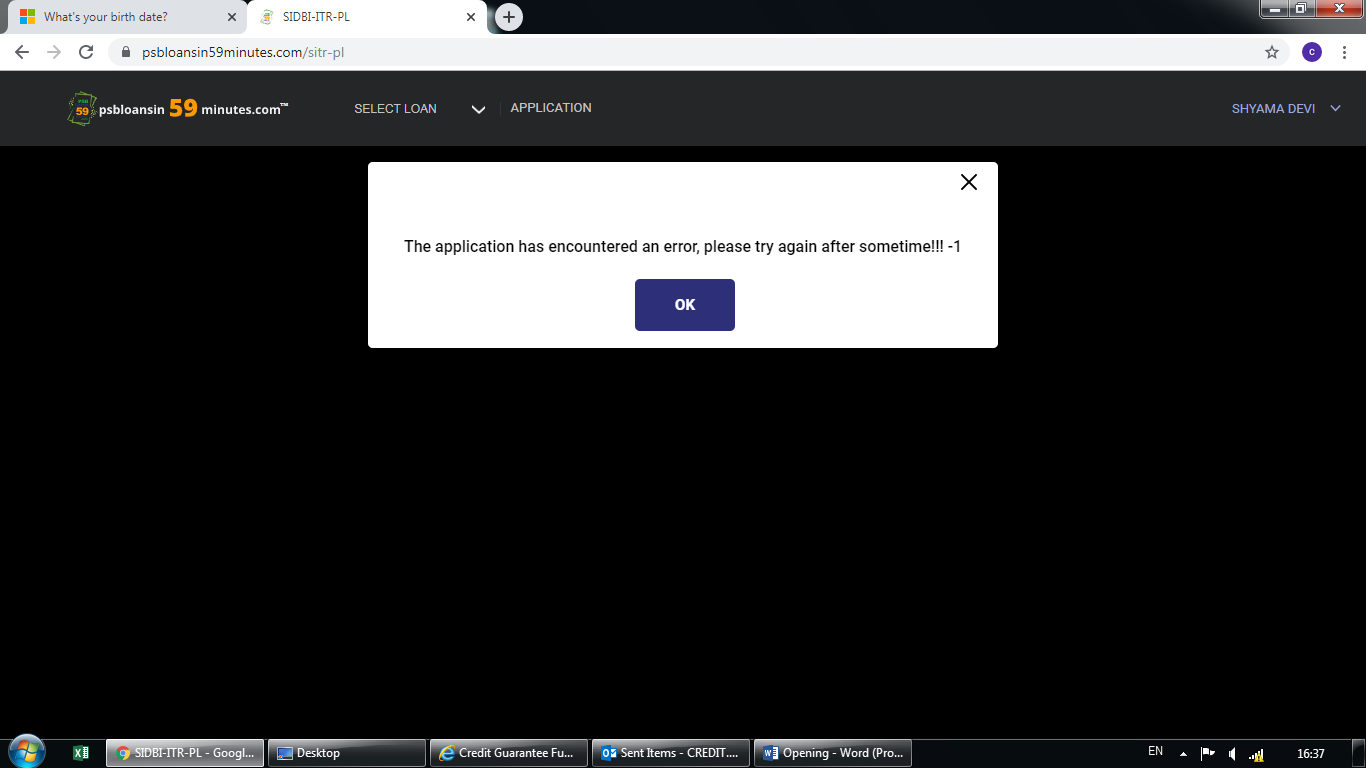 What's your birth date?
SIDBI-ITR-PL
psbloansin59minutes.com/sitr-pl
C
PSB
59
psbloansin 59 minutes.com™
SELECT LOAN
APPLICATION
SHYAMA DEVI
The application has encountered an error, please try again after sometime!!! -1
OK
SIDBI-ITR-PL - Googl...
Desktop
Credit Guarantee Fu...
Sent Items - CREDIT....
Opening - Word (Pro...
EN
16:37